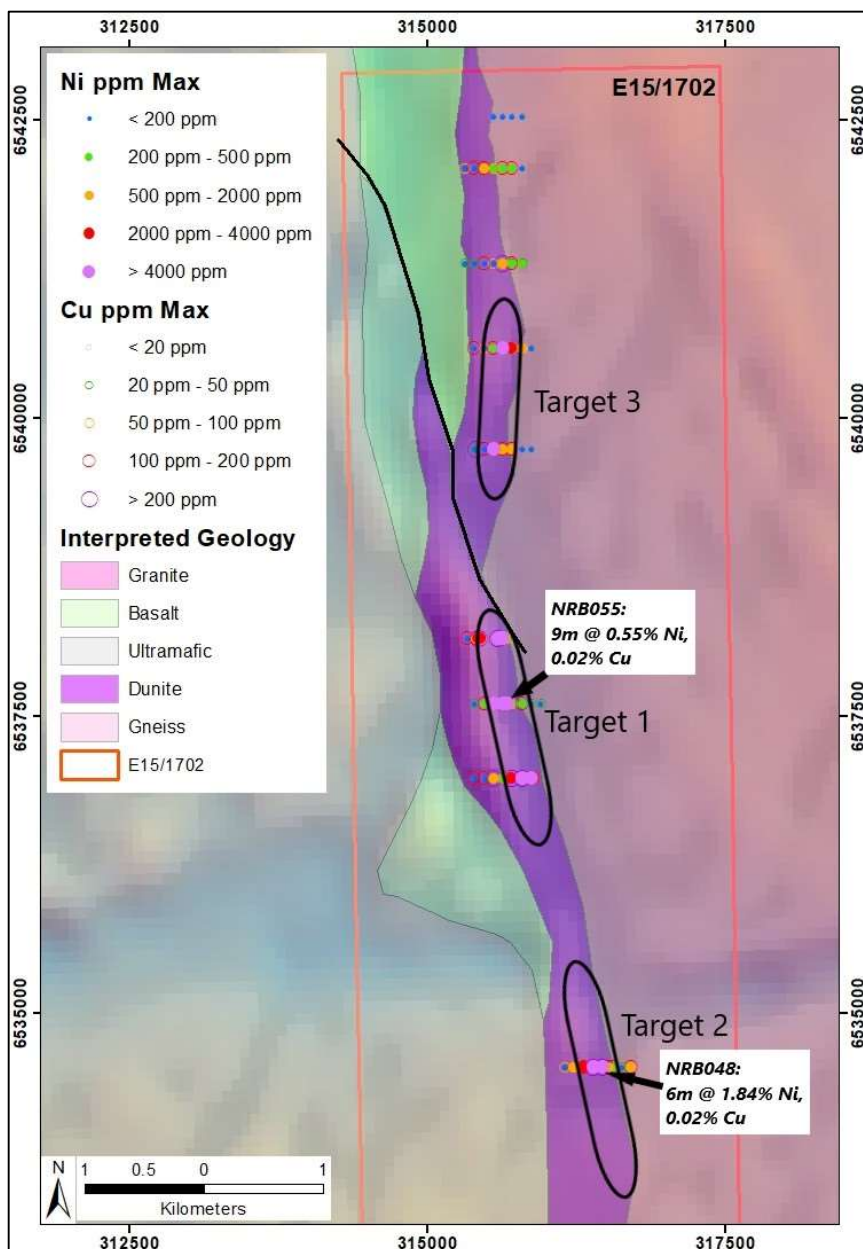 312500
315000
317500
Ni ppm Max
< 200 ppm
200 ppm - 500 ppm
500 ppm - 2000 ppm
2000 ppm - 4000 ppm
> 4000 ppm
Cu ppm Max
< 20 ppm
20 ppm - 50 ppm
50 ppm - 100 ppm
100 ppm - 200 ppm
> 200 ppm
Interpreted Geology
Granite
Basalt
Ultramafic
Dunite
Gneiss
E15/1702
E15/1702
6542500
6542500
6540000
6540000
Target 3
NRB055:
9m @ 0.55% Ni,
0.02% Cu
6537500
6537500
Target 1
6535000
6535000
Target 2
NRB048:
6m @ 1.84% Ni,
0.02% Cu
N
1 0.5 0 1
Kilometers
312500
315000
317500